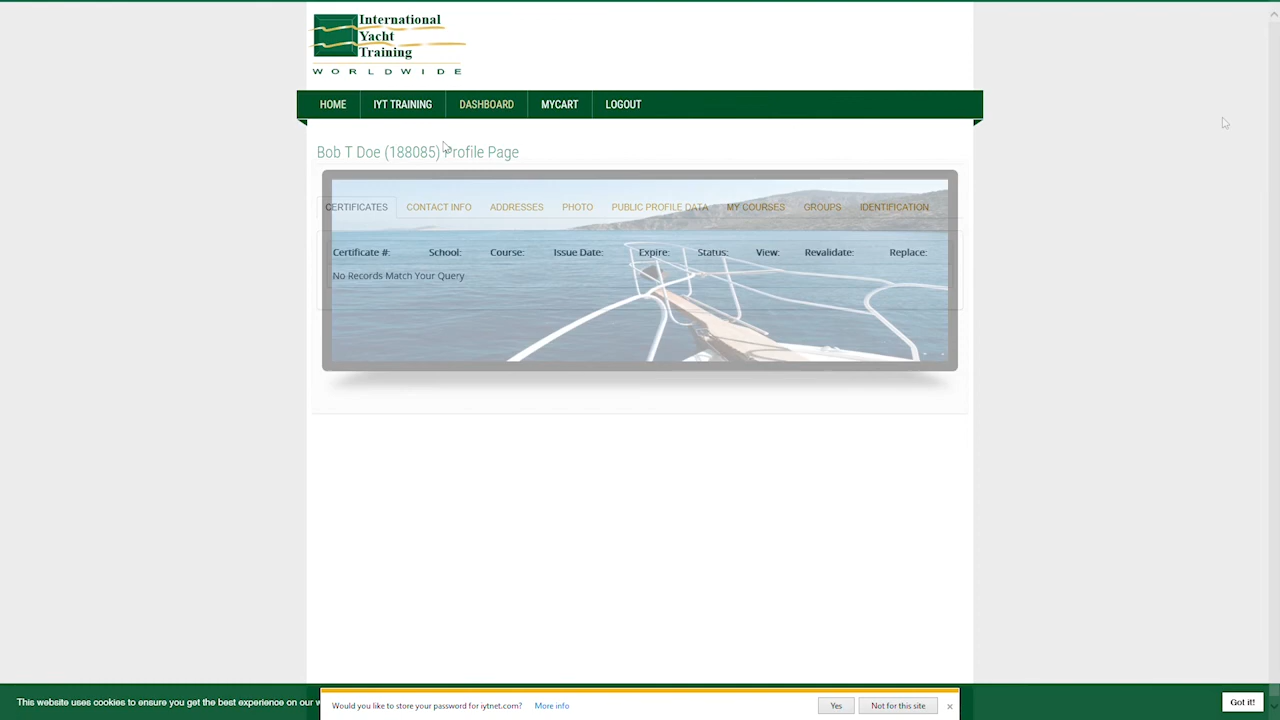 International
Yacht
Training
WORLDWIDE
HOME IYT TRAINING DASHBOARD MYCART LOGOUT
Bob T Doe (188085) Profile Page
CERTIFICATES CONTACT INFO ADDRESSES PHOTO PUBLIC PROFILE DATA MY COURSES GROUPS IDENTIFICATION
Certificate #: School: Course: Issue Date: Expire: Status: View: Revalidate: Replace:
No Records Match Your Query
This website uses cookies to ensure you get the best experience on our w
Got it!
Would you like to store your password for iytnet.com? More info Yes Not for this site